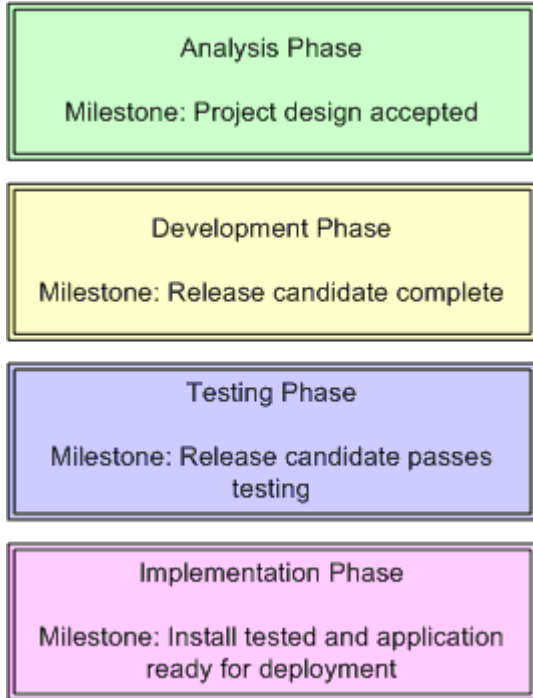 Analysis Phase
Milestone: Project design accepted
Development Phase
Milestone: Release candidate complete
Testing Phase
Milestone: Release candidate passes
testing
Implementation Phase
Milestone: Install tested and application
ready for deployment